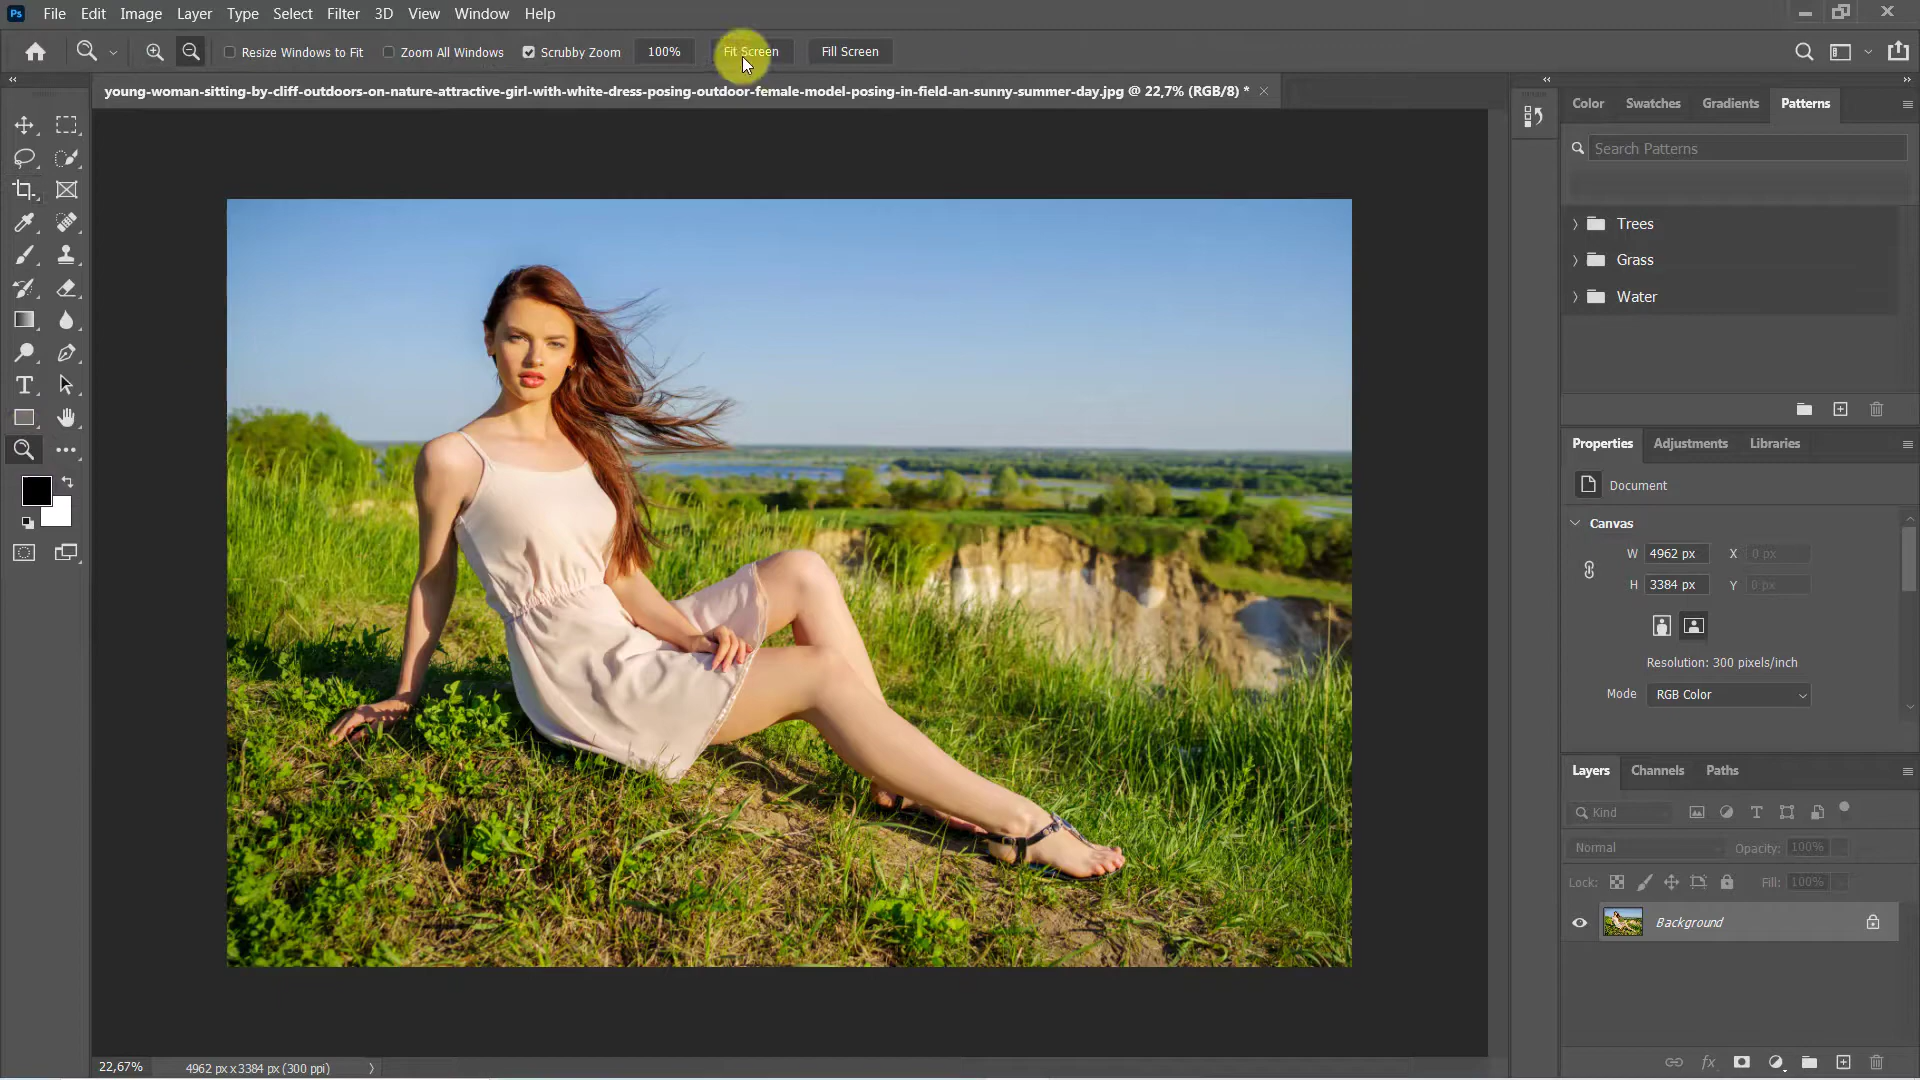 Ps File Edit Image Layer Type Select Filter 3D View Window Help
Resize Windows to Fit Zoom All Windows Scrubby Zoom 100% Fit Screen Fill Screen
young-woman-sitting-by-cliff-outdoors-on-nature-attractive-girl-with-white-dress-posing-outdoor-female-model-posing-in-field-an-sunny-summer-day.jpg @ 22,7% (RGB/8) *
Color Swatches Gradients Patterns
Search Patterns
Trees
Grass
Water
Properties Adjustments Libraries
Document
Canvas
W 4962 px X 0 px
H 3384 px Y 0 px
Resolution: 300 pixels/inch
Mode RGB Color
Layers Channels Paths
Kind
Normal Opacity: 100%
Lock: Fill: 100%
Background
fx
22,67% 4962 px x 3384 px (300 ppi)